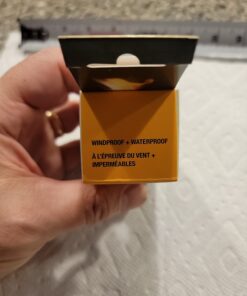 WINDPROOF + WATERPROOF
À L'ÉPREUVE DU VENT +
IMPERMÉABLES